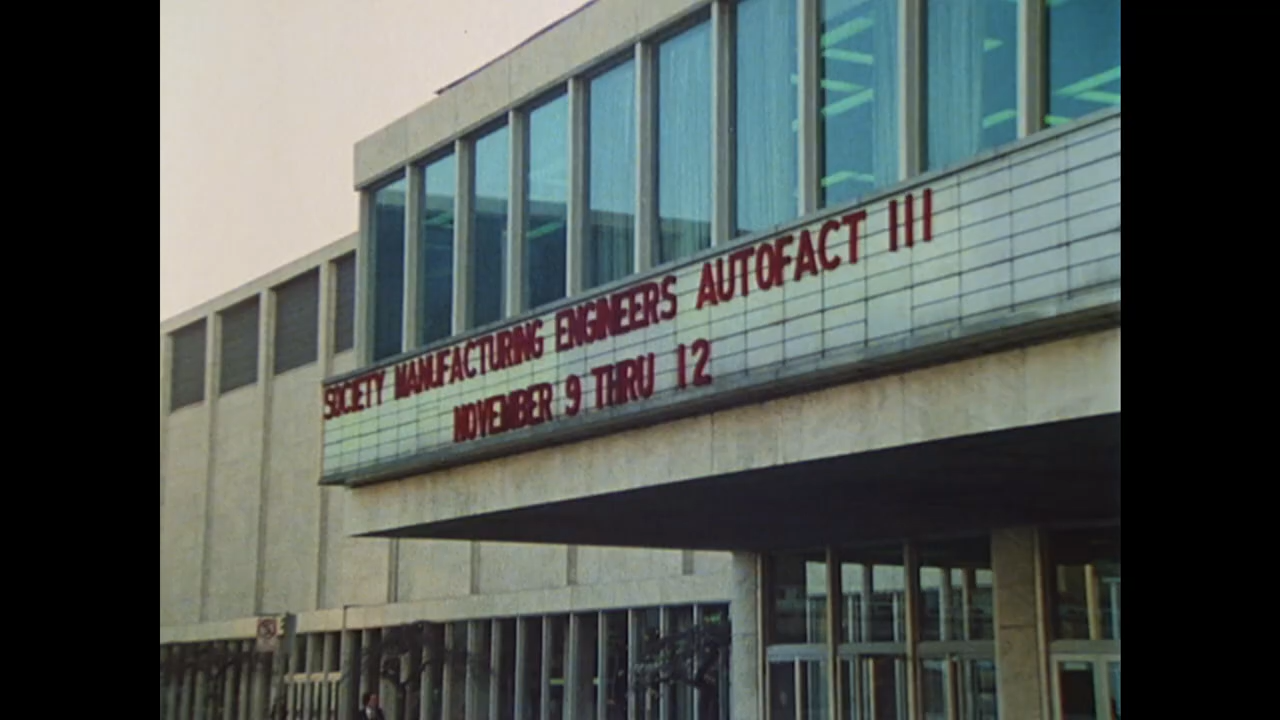 SOCIETY MANUFACTURING ENGINEERS AUTOFACT III
NOVEMBER 9 THRU 12